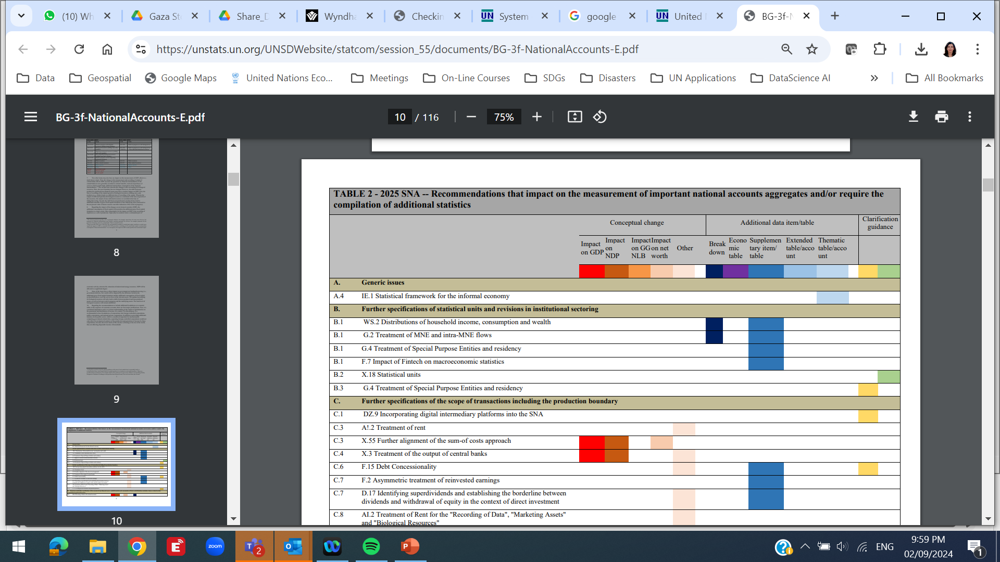 (10) Wh
Gaza St
Share_D
Wyndh
Checkin
System
google
United
BG-3f-N
https://unstats.un.org/UNSDWebsite/statcom/session_55/documents/BG-3f-NationalAccounts-E.pdf
Data
Geospatial
Google Maps
United Nations Eco...
Meetings
On-Line Courses
SDGs
Disasters
UN Applications
DataScience AI
All Bookmarks
BG-3f-NationalAccounts-E.pdf
10 / 116
75%
8
9
10
TABLE 2 - 2025 SNA -- Recommendations that impact on the measurement of important national accounts aggregates and/or require the
compilation of additional statistics
Conceptual change
Additional data item/table
Clarification
guidance
Impact
on GDP
Impact
on
NDP
Impact
on GG
NLB
Impact
on net
worth
Other
Break
down
Econo
mic
table
Supplemen
tary item/
table
Extended
table/acco
unt
Thematic
table/acco
unt
A. Generic issues
A.4 IE.1 Statistical framework for the informal economy
B. Further specifications of statistical units and revisions in institutional sectoring
B.1 WS.2 Distributions of household income, consumption and wealth
B.1 G.2 Treatment of MNE and intra-MNE flows
B.1 G.4 Treatment of Special Purpose Entities and residency
B.1 F.7 Impact of Fintech on macroeconomic statistics
B.2 X.18 Statistical units
B.3 G.4 Treatment of Special Purpose Entities and residency
C. Further specifications of the scope of transactions including the production boundary
C.1 DZ.9 Incorporating digital intermediary platforms into the SNA
C.3 A!.2 Treatment of rent
C.3 X.55 Further alignment of the sum-of costs approach
C.4 X.3 Treatment of the output of central banks
C.6 F.15 Debt Concessionality
C.7 F.2 Asymmetric treatment of reinvested earnings
C.7 D.17 Identifying superdividends and establishing the borderline between
dividends and withdrawal of equity in the context of direct investment
C.8 AI.2 Treatment of Rent for the "Recording of Data", "Marketing Assets"
and "Biological Resources"
zoom
2
ENG
9:59 PM
02/09/2024
1